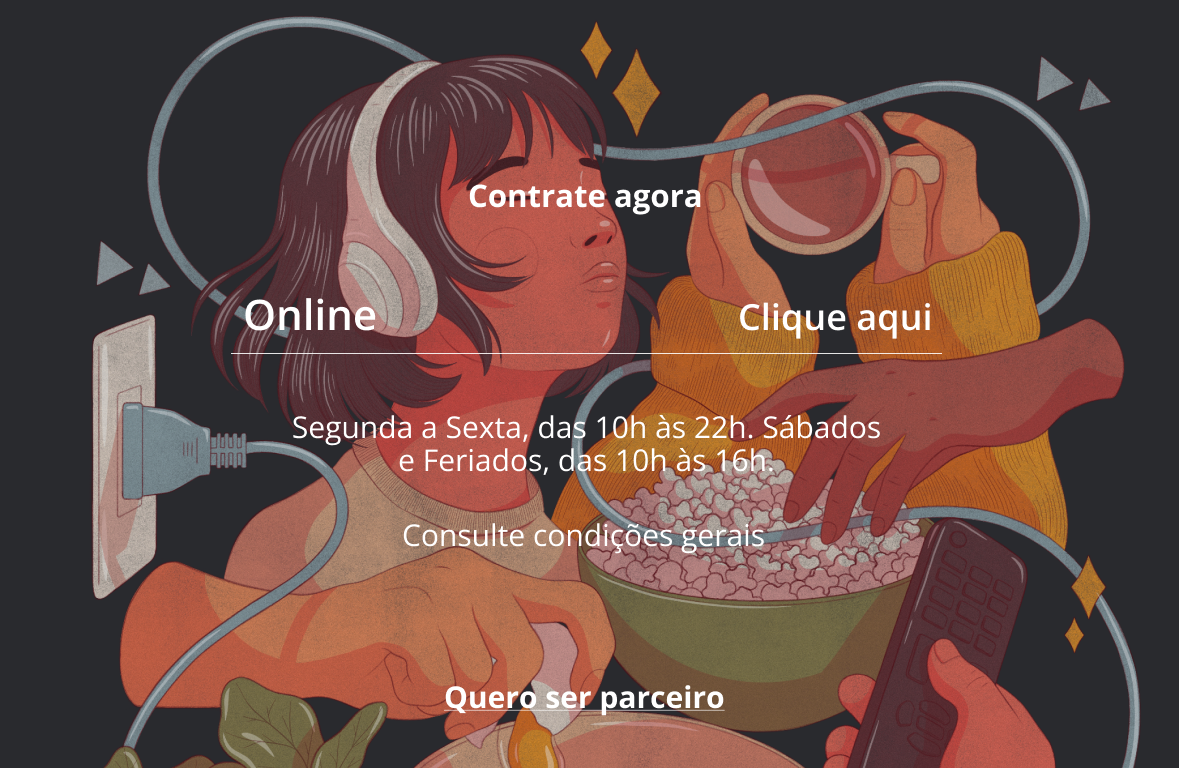 Contrate agora
Online
Clique aqui
Segunda a Sexta, das 10h às 22h. Sábados
e Feriados, das 10h às 16h.
Consulte condições gerais
Quero ser parceiro